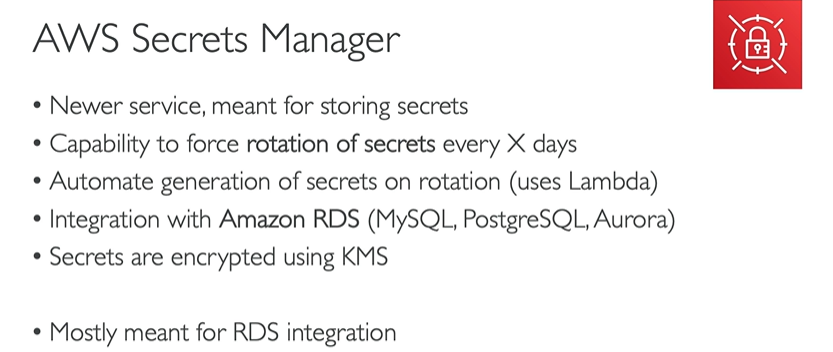 AWS Secrets Manager
• Newer service, meant for storing secrets
• Capability to force rotation of secrets every X days
• Automate generation of secrets on rotation (uses Lambda)
• Integration with Amazon RDS (MySQL, PostgreSQL, Aurora)
• Secrets are encrypted using KMS
• Mostly meant for RDS integration